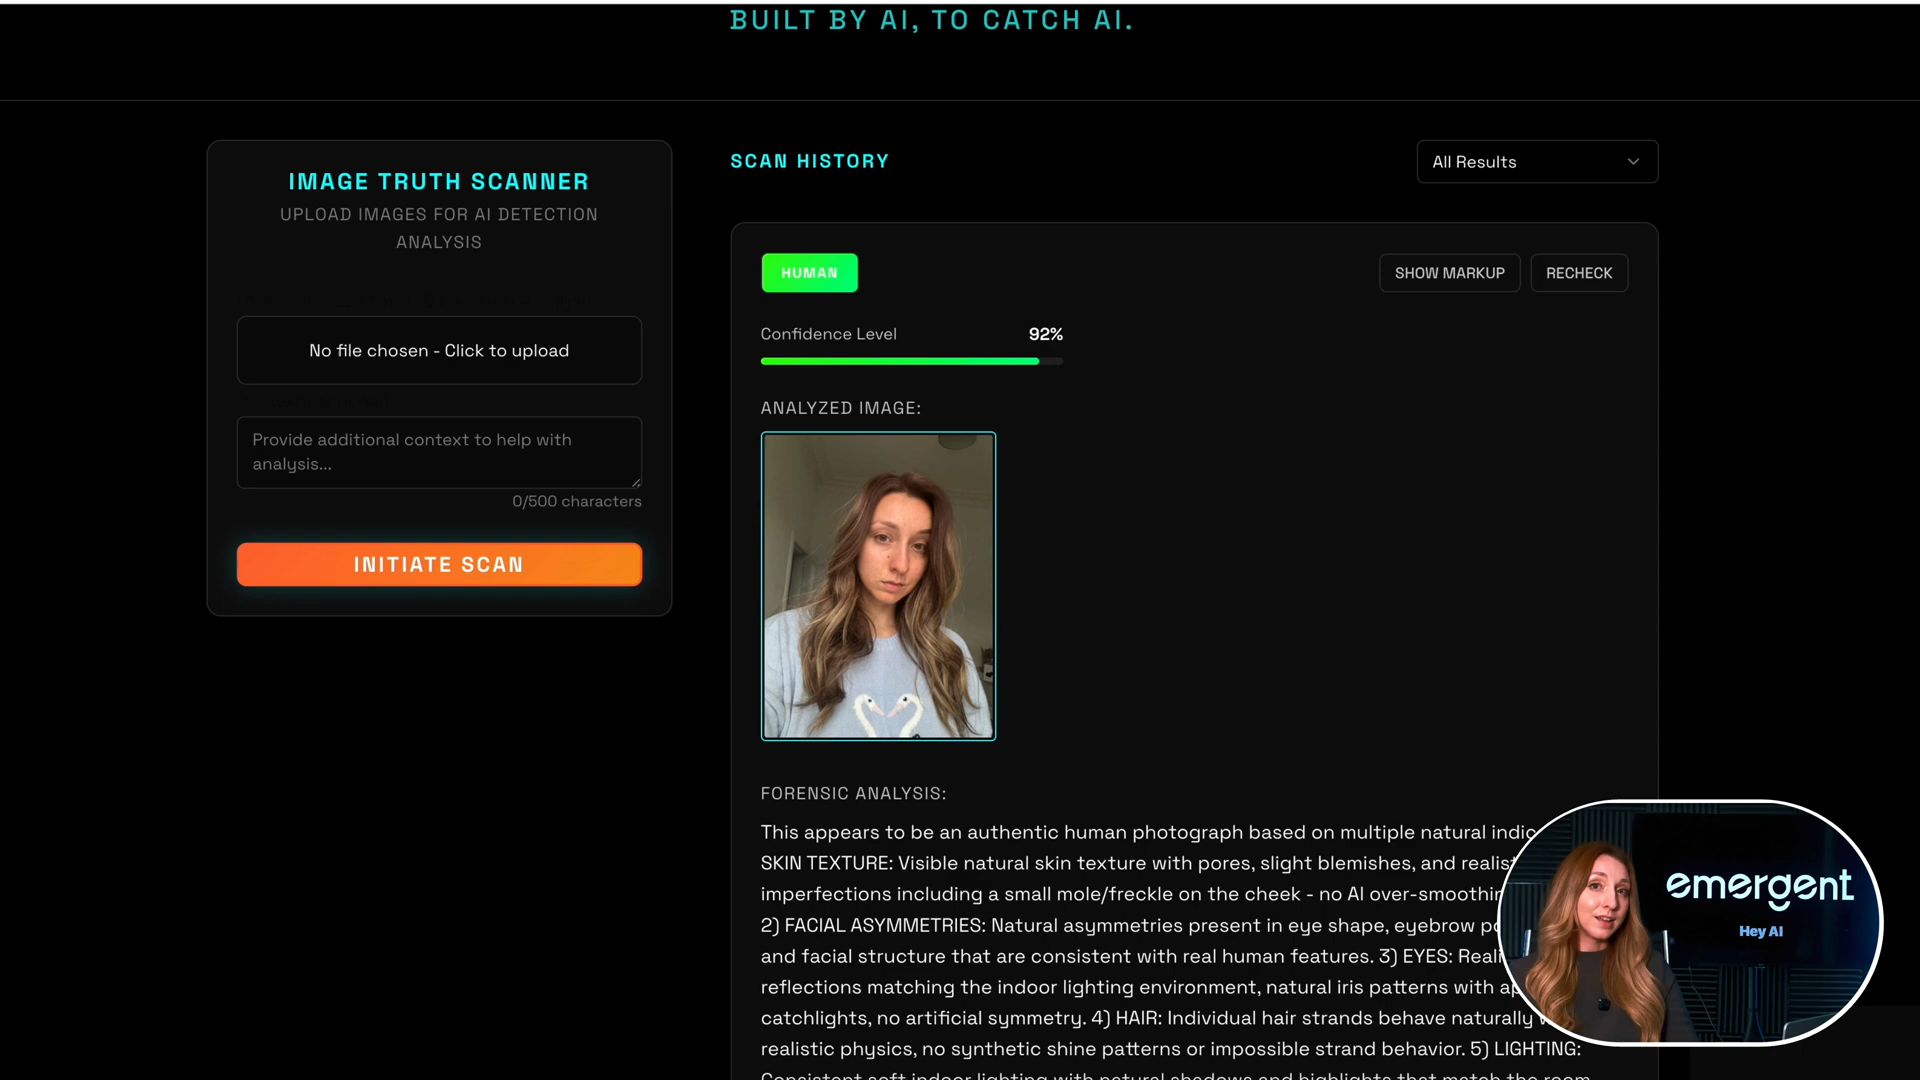 BUILT BY AI, TO CATCH AI.
IMAGE TRUTH SCANNER
UPLOAD IMAGES FOR AI DETECTION
ANALYSIS
No file chosen - Click to upload
Provide additional context to help with
analysis...
0/500 characters
INITIATE SCAN
SCAN HISTORY
All Results
HUMAN
SHOW MARKUP
RECHECK
Confidence Level
92%
ANALYZED IMAGE:
FORENSIC ANALYSIS:
This appears to be an authentic human photograph based on multiple natural
SKIN TEXTURE: Visible natural skin texture with pores, slight blemishes, and
imperfections including a small mole/freckle on the cheek - no AI
2) FACIAL ASYMMETRIES: Natural asymmetries present in eye shape, eyebrow
and facial structure that are consistent with real human features. 3) EYES:
reflections matching the indoor lighting environment, natural iris patterns with
catchlights, no artificial symmetry. 4) HAIR: Individual hair strands behave naturally
realistic physics, no synthetic shine patterns or impossible strand behavior. 5) LIGHTING:
Consistent soft indoor lighting with natural shadows and highlights that match the room
emergent
Hey AI